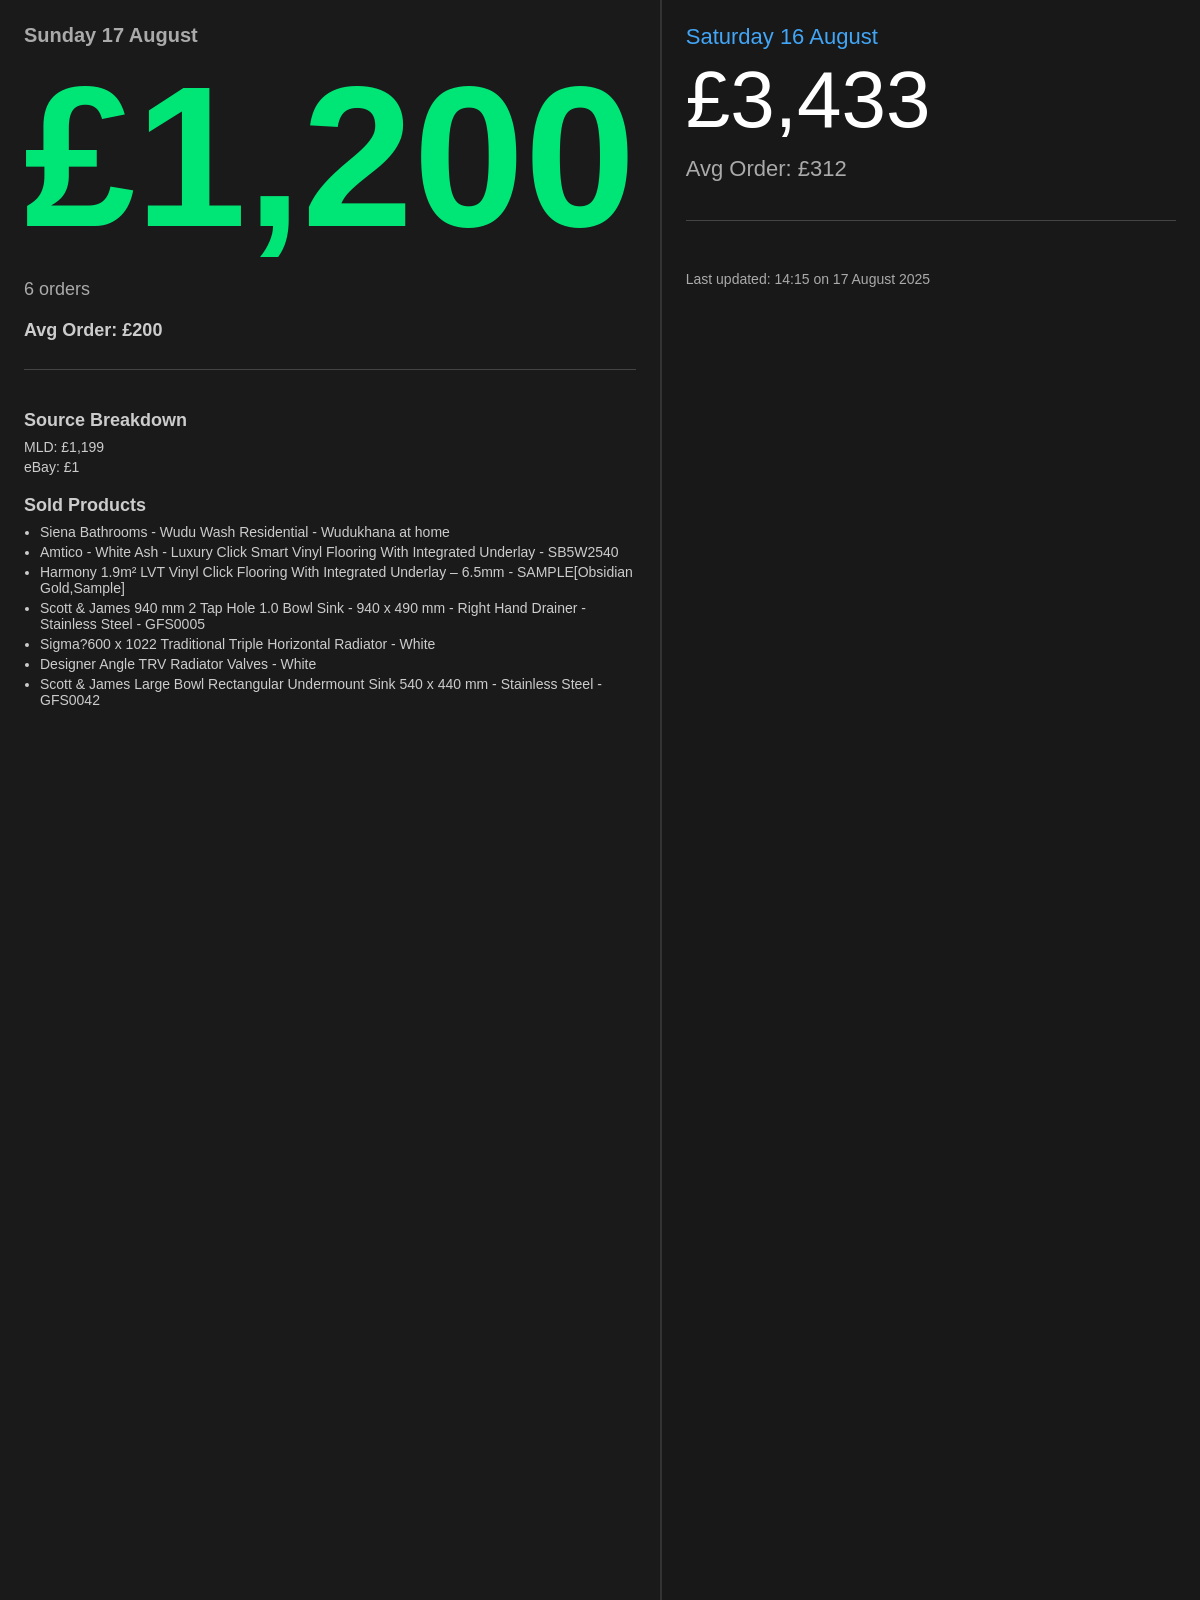 Sunday 17 August
£1,200
6 orders
Avg Order: £200
Source Breakdown
MLD: £1,199
eBay: £1
Sold Products
• Siena Bathrooms - Wudu Wash Residential - Wudukhana at home
• Amtico - White Ash - Luxury Click Smart Vinyl Flooring With Integrated Underlay - SB5W2540
• Harmony 1.9m² LVT Vinyl Click Flooring With Integrated Underlay – 6.5mm - SAMPLE[Obsidian
Gold,Sample]
• Scott & James 940 mm 2 Tap Hole 1.0 Bowl Sink - 940 x 490 mm - Right Hand Drainer -
Stainless Steel - GFS0005
• Sigma?600 x 1022 Traditional Triple Horizontal Radiator - White
• Designer Angle TRV Radiator Valves - White
• Scott & James Large Bowl Rectangular Undermount Sink 540 x 440 mm - Stainless Steel -
GFS0042
Saturday 16 August
£3,433
Avg Order: £312
Last updated: 14:15 on 17 August 2025